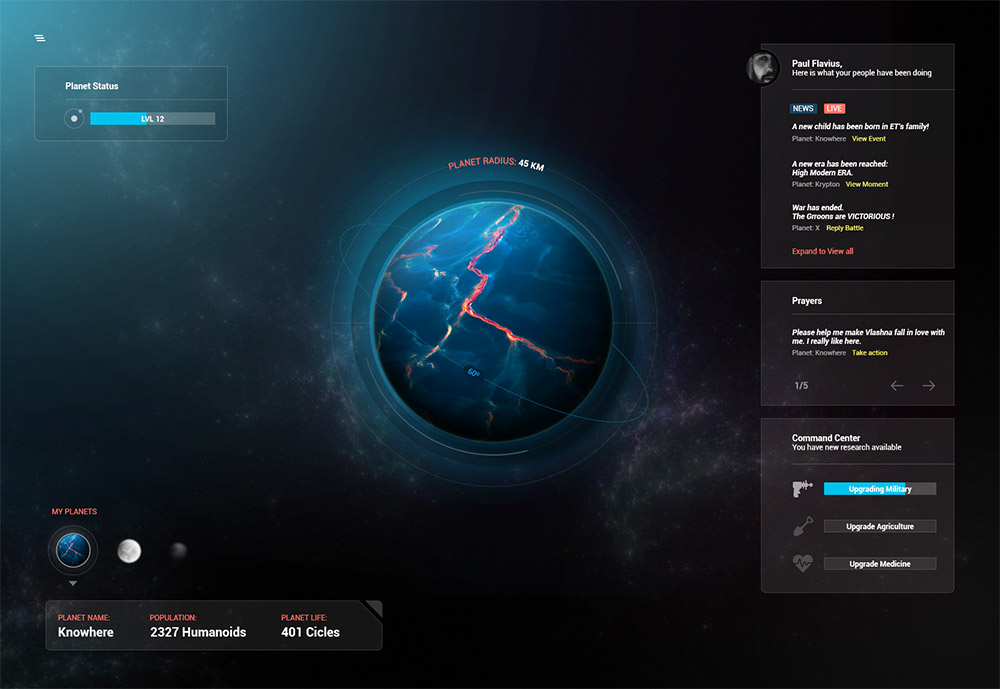 Planet Status
LVL 12
PLANET RADIUS: 45 KM
60º
MY PLANETS
PLANET NAME:
Knowhere
POPULATION:
2327 Humanoids
PLANET LIFE:
401 Cicles
Paul Flavius,
Here is what your people have been doing
NEWS LIVE
A new child has been born in ET's family!
Planet: Knowhere View Event
A new era has been reached:
High Modern ERA.
Planet: Krypton View Moment
War has ended.
The Grroons are VICTORIOUS !
Planet: X Reply Battle
Expand to View all
Prayers
Please help me make Vlashna fall in love with
me. I really like here.
Planet: Knowhere Take action
1/5
Command Center
You have new research available
Upgrading Military
Upgrade Agriculture
Upgrade Medicine